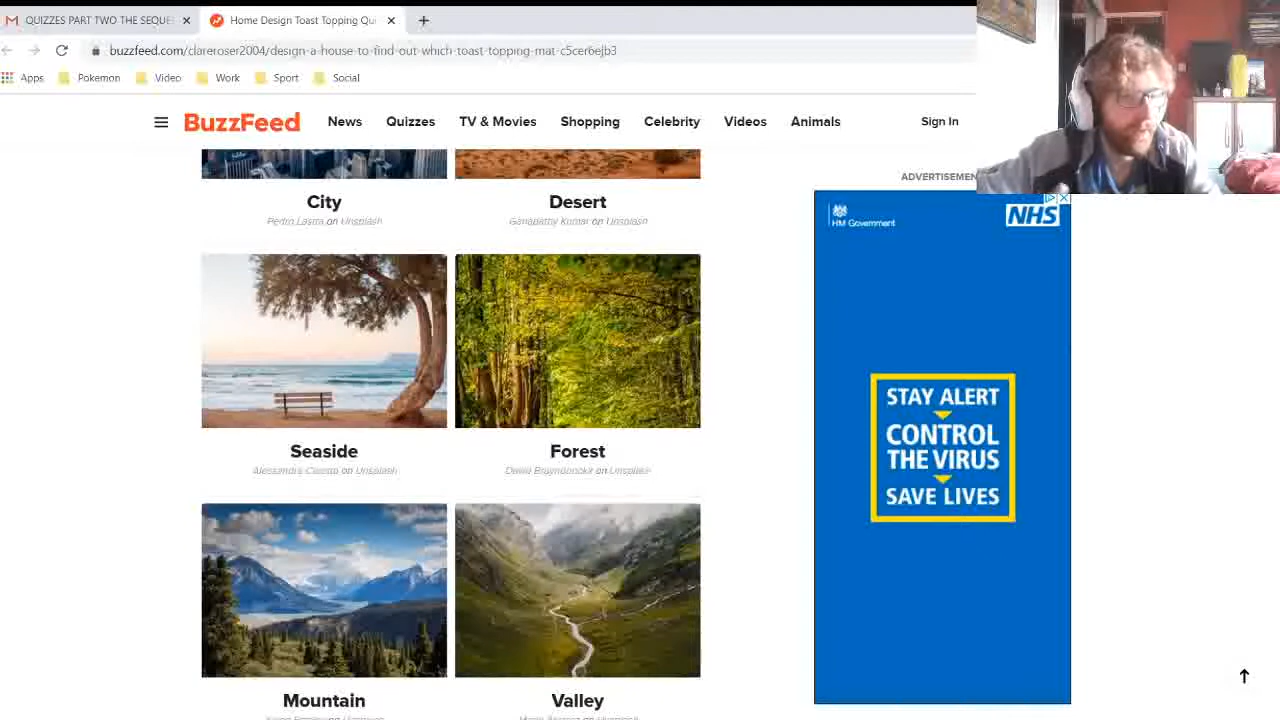 QUIZZES PART TWO THE SEQUE
Home Design Toast Topping Qui
buzzfeed.com/clareroser2004/design-a-house-to-find-out-which-toast-topping-mat-c5cer6ejb3
Apps Pokemon Video Work Sport Social
BuzzFeed News Quizzes TV & Movies Shopping Celebrity Videos Animals Sign In
ADVERTISEMEN
City Desert
Pedro Lastra on Unsplash Ganapathy Kumar on Unsplash
HM Government NHS
STAY ALERT
CONTROL
THE VIRUS
SAVE LIVES
Seaside Forest
on Unsplash on Unsplash
Mountain Valley